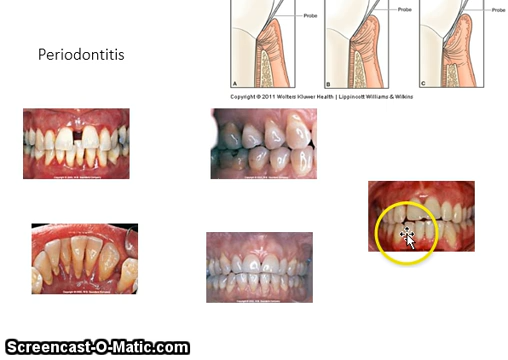 Probe
Probe
Probe
A
B
C
Copyright © 2011 Wolters Kluwer Health | Lippincott Williams & Wilkins
Periodontitis
Screencast-O-Matic.com